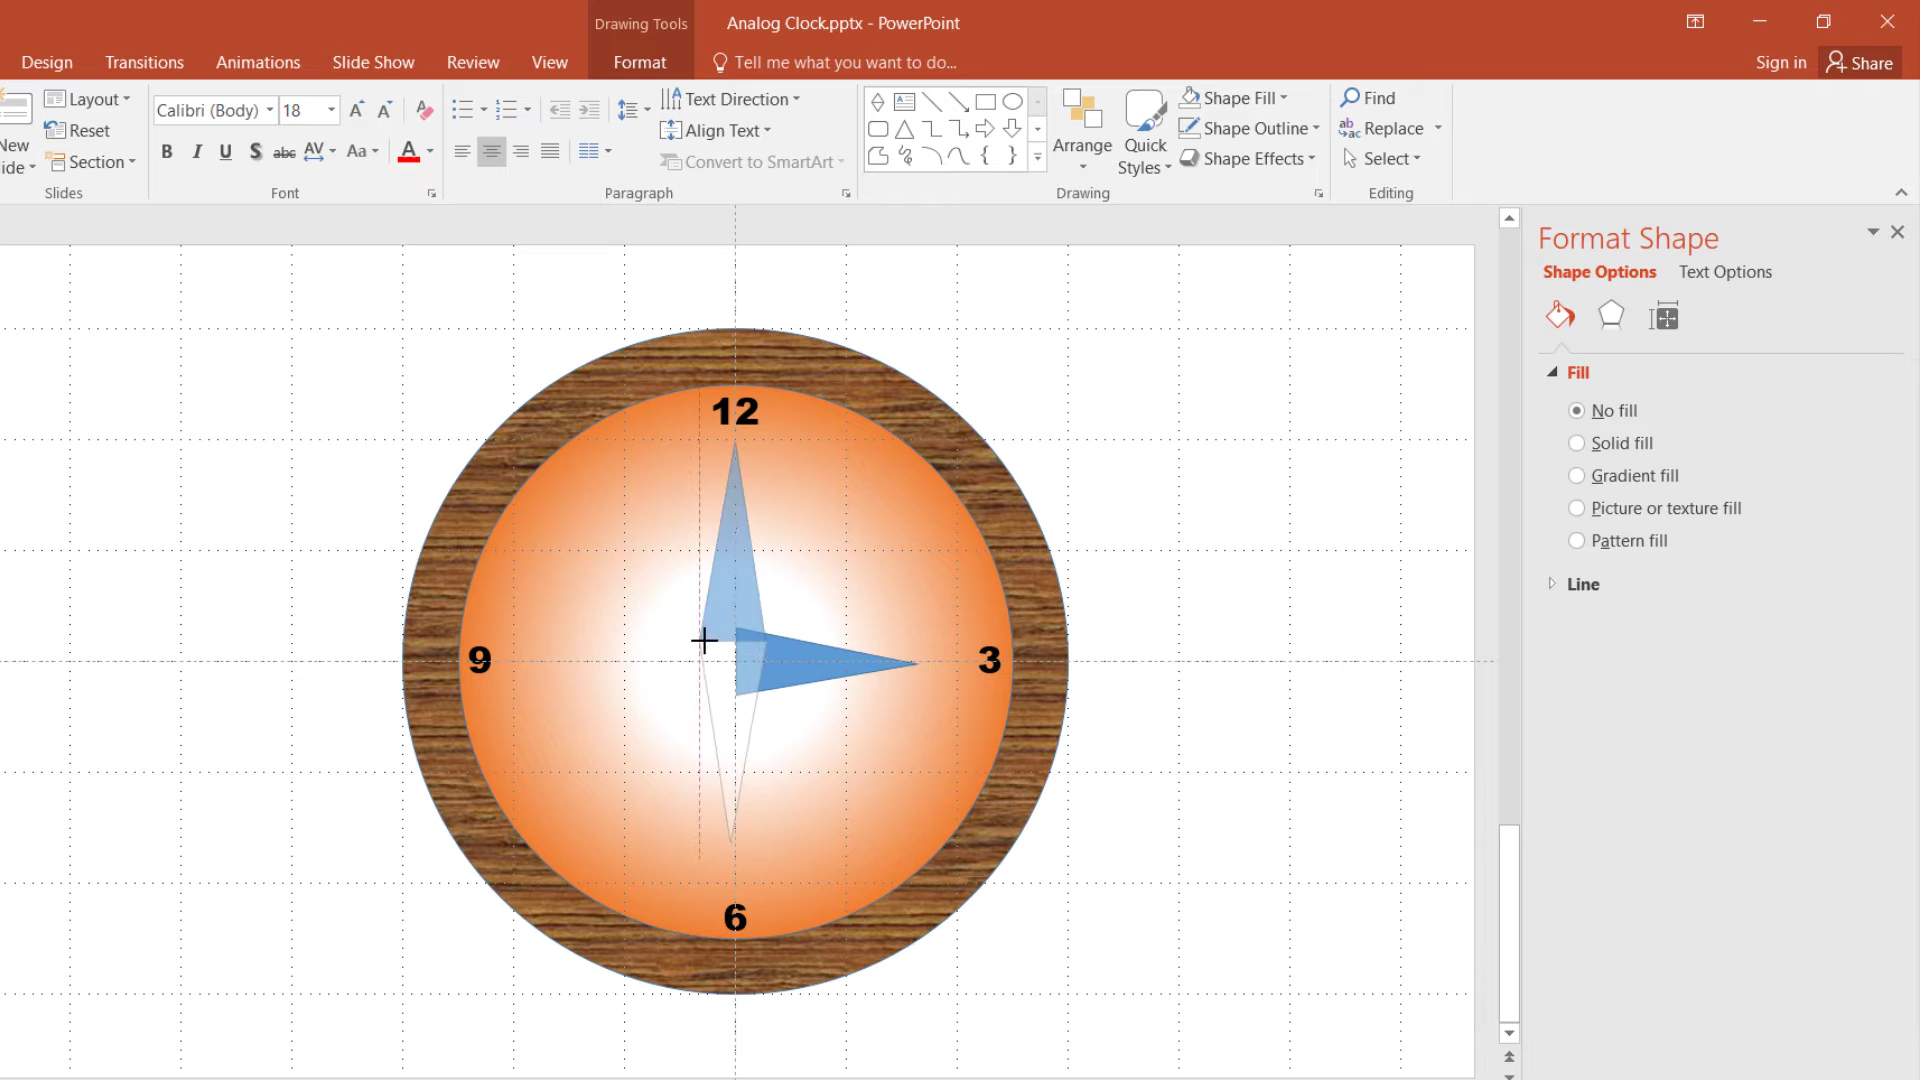 Drawing Tools
Analog Clock.pptx - PowerPoint
Design
Transitions
Animations
Slide Show
Review
View
Format
Tell me what you want to do...
Sign in
Share
New
ide
Layout
Reset
Section
Slides
Calibri (Body)
18
B I U S abc AV Aa A
Font
Text Direction
Align Text
Convert to SmartArt
Paragraph
Arrange
Quick
Styles
Shape Fill
Shape Outline
Shape Effects
Drawing
Find
Replace
Select
Editing
Format Shape
Shape Options
Text Options
Fill
No fill
Solid fill
Gradient fill
Picture or texture fill
Pattern fill
Line
12
9
3
6